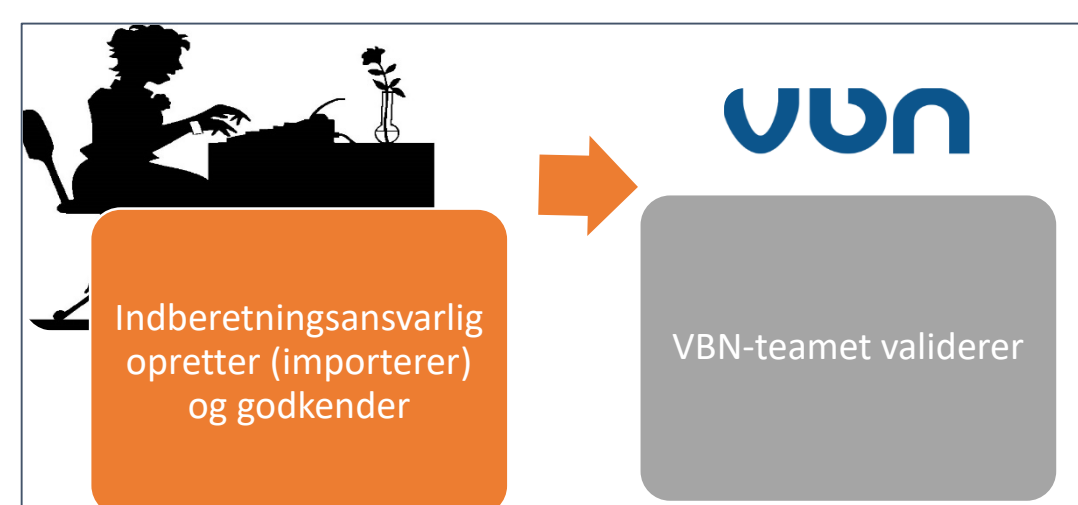 vbn
Indberetningsansvarlig
opretter (importerer)
og godkender
VBN-teamet validerer